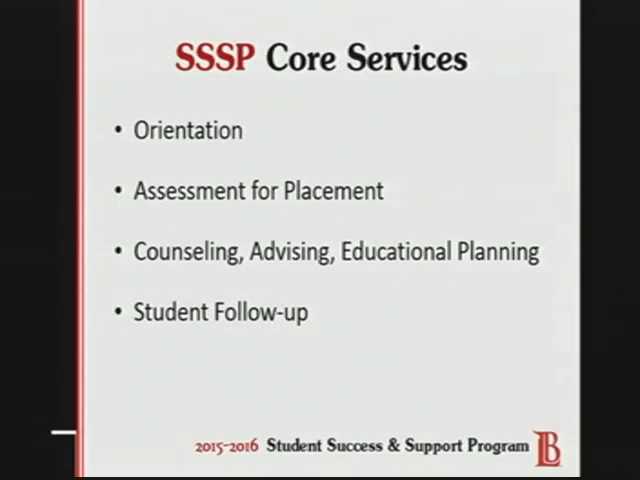 SSSP Core Services
• Orientation
• Assessment for Placement
• Counseling, Advising, Educational Planning
• Student Follow-up
2015-2016 Student Success & Support Program LB